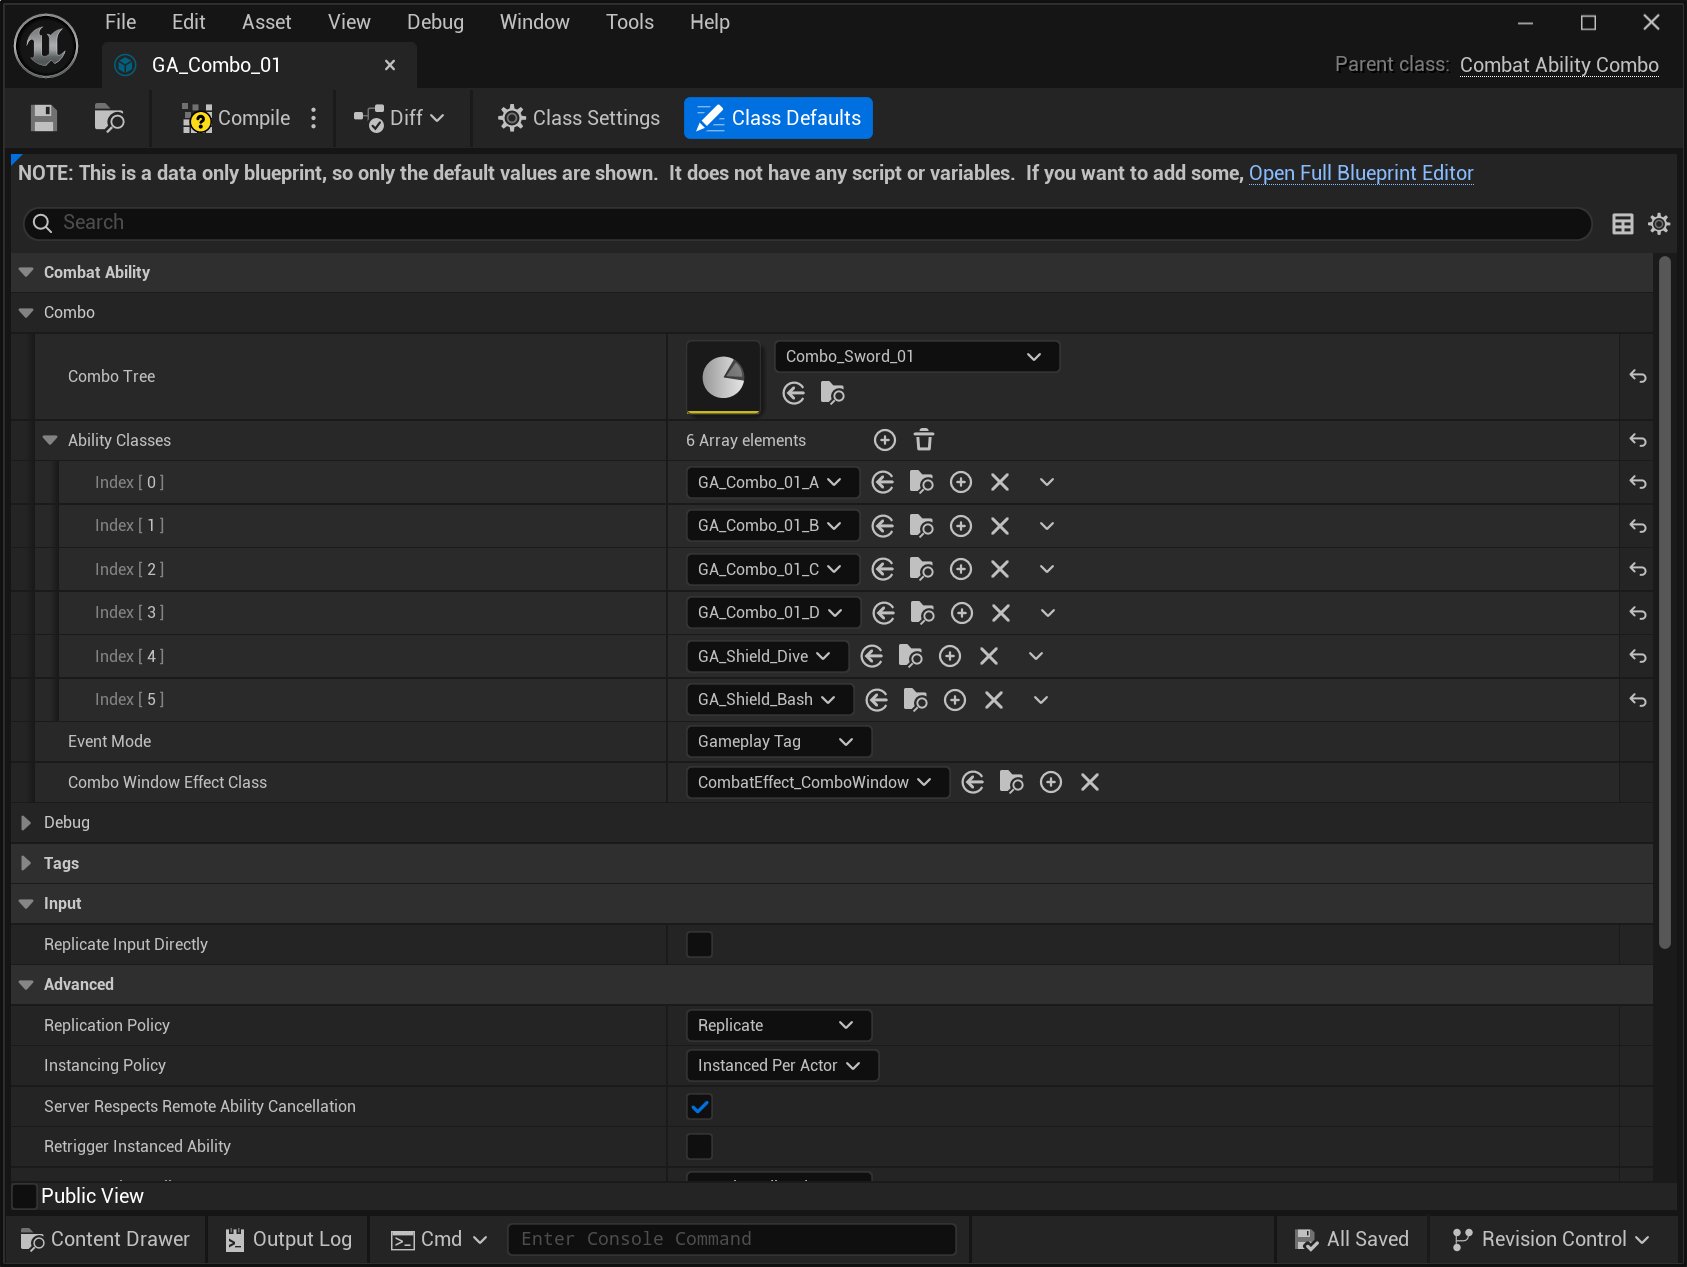 File Edit Asset View Debug Window Tools Help
GA_Combo_01
Parent class: Combat Ability Combo
Compile Diff Class Settings Class Defaults
NOTE: This is a data only blueprint, so only the default values are shown.  It does not have any script or variables.  If you want to add some, Open Full Blueprint Editor
Search
Combat Ability
Combo
Combo Tree Combo_Sword_01
Ability Classes 6 Array elements
Index [ 0 ] GA_Combo_01_A
Index [ 1 ] GA_Combo_01_B
Index [ 2 ] GA_Combo_01_C
Index [ 3 ] GA_Combo_01_D
Index [ 4 ] GA_Shield_Dive
Index [ 5 ] GA_Shield_Bash
Event Mode Gameplay Tag
Combo Window Effect Class CombatEffect_ComboWindow
Debug
Tags
Input
Replicate Input Directly
Advanced
Replication Policy Replicate
Instancing Policy Instanced Per Actor
Server Respects Remote Ability Cancellation
Retrigger Instanced Ability
Public View
Content Drawer Output Log Cmd Enter Console Command All Saved Revision Control